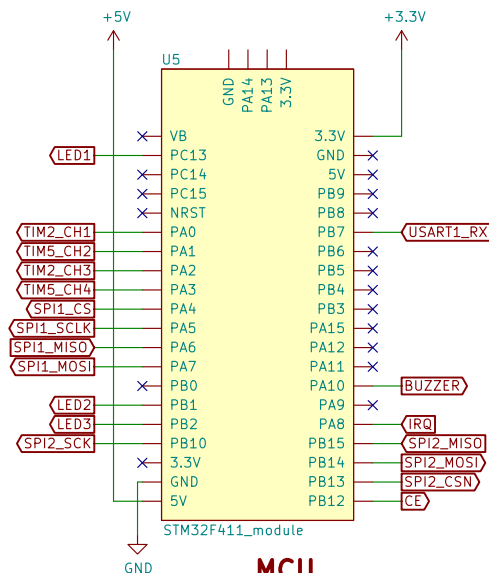 +5V
+3.3V
U5
GND
PA14
PA13
3.3V
VB
3.3V
LED1
PC13
GND
PC14
5V
PC15
PB9
NRST
PB8
TIM2_CH1
PA0
PB7
USART1_RX
TIM5_CH2
PA1
PB6
TIM2_CH3
PA2
PB5
TIM5_CH4
PA3
PB4
SPI1_CS
PA4
PB3
SPI1_SCLK
PA5
PA15
SPI1_MISO
PA6
PA12
SPI1_MOSI
PA7
PA11
PB0
PA10
BUZZER
LED2
PB1
PA9
LED3
PB2
PA8
IRQ
SPI2_SCK
PB10
PB15
SPI2_MISO
3.3V
PB14
SPI2_MOSI
GND
PB13
SPI2_CSN
5V
PB12
CE
STM32F411_module
GND
MCU